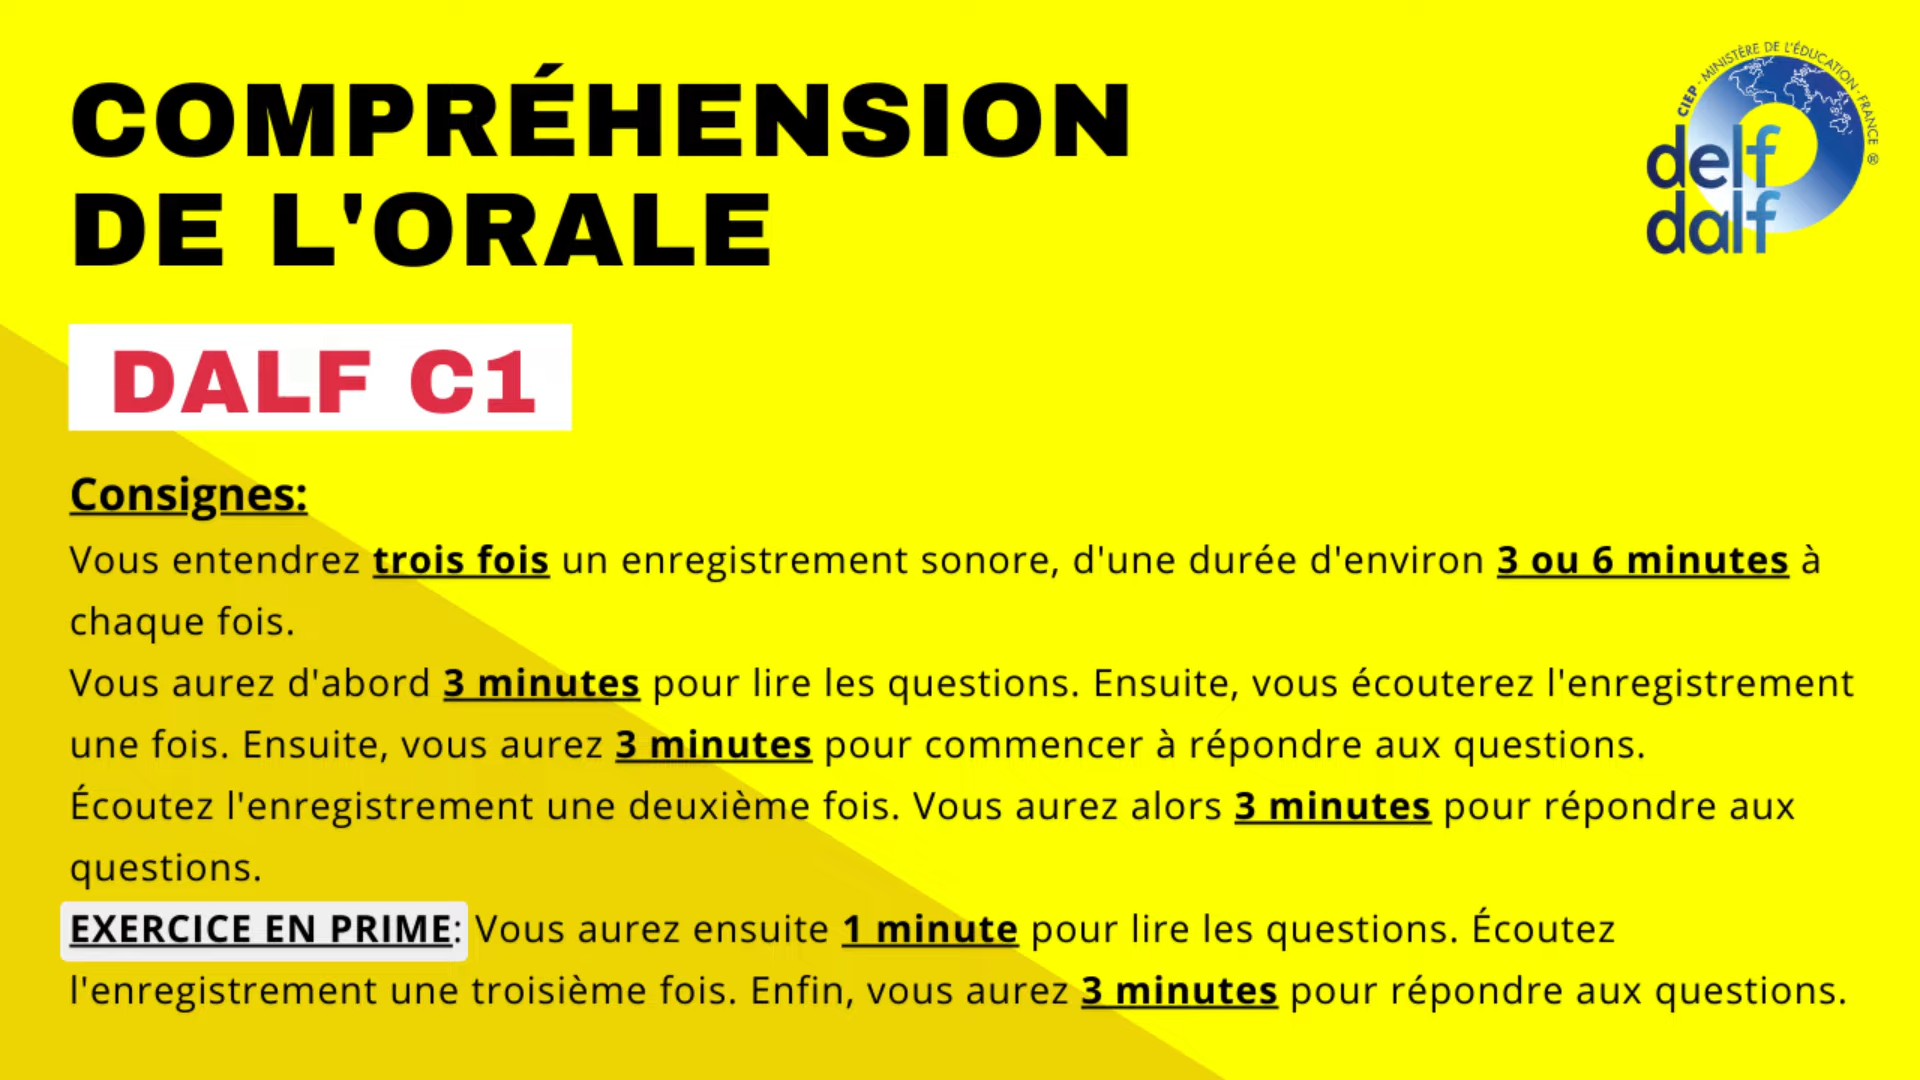 COMPRÉHENSION
DE L'ORALE
CIEP - MINISTÈRE DE L'ÉDUCATION - FRANCE ®
delf
dalf
DALF C1
Consignes:
Vous entendrez trois fois un enregistrement sonore, d'une durée d'environ 3 ou 6 minutes à
chaque fois.
Vous aurez d'abord 3 minutes pour lire les questions. Ensuite, vous écouterez l'enregistrement
une fois. Ensuite, vous aurez 3 minutes pour commencer à répondre aux questions.
Écoutez l'enregistrement une deuxième fois. Vous aurez alors 3 minutes pour répondre aux
questions.
EXERCICE EN PRIME: Vous aurez ensuite 1 minute pour lire les questions. Écoutez
l'enregistrement une troisième fois. Enfin, vous aurez 3 minutes pour répondre aux questions.